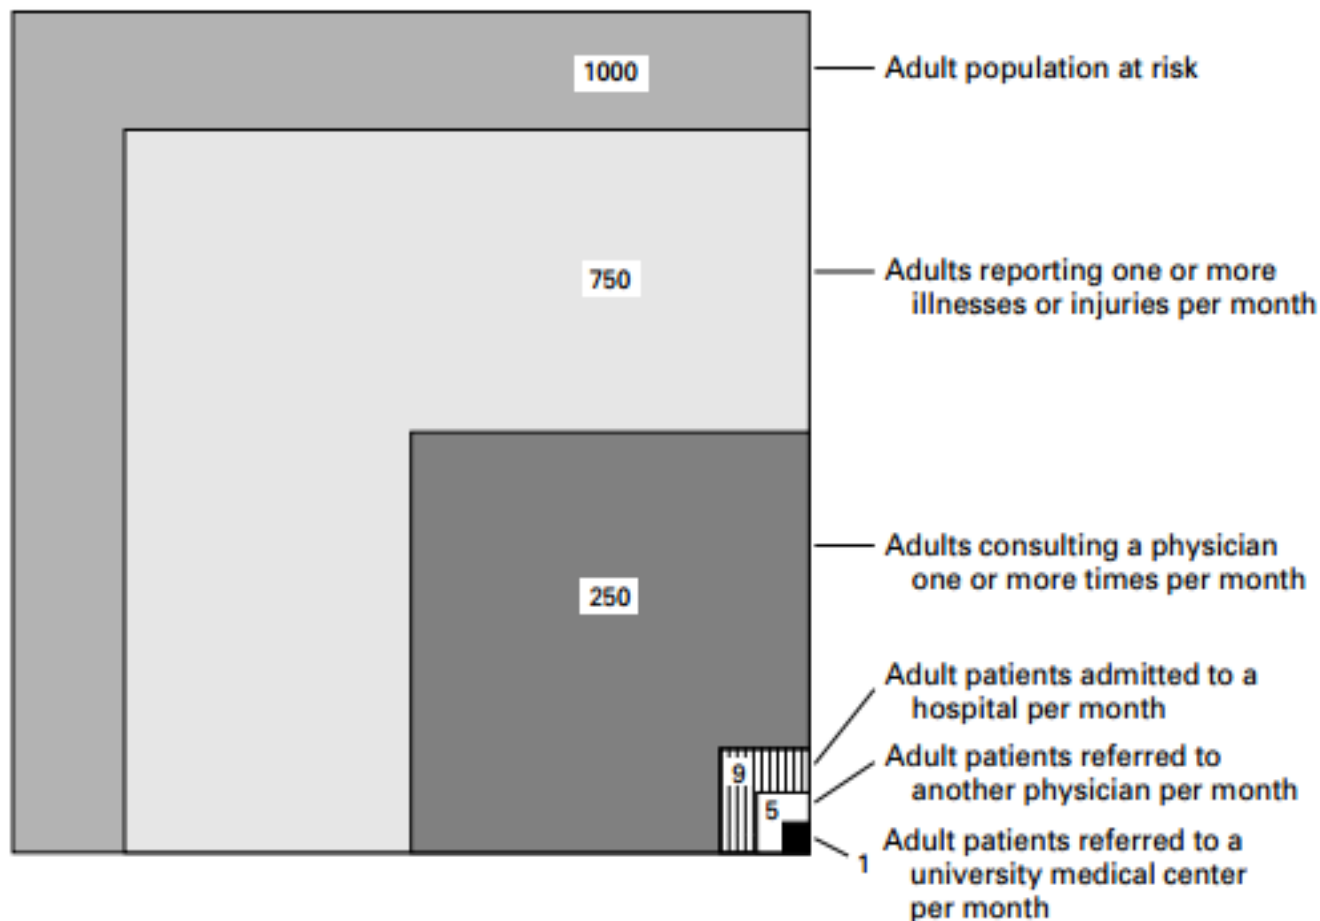 1000
Adult population at risk
750
Adults reporting one or more
illnesses or injuries per month
250
Adults consulting a physician
one or more times per month
Adult patients admitted to a
hospital per month
9
Adult patients referred to
another physician per month
5
1
Adult patients referred to a
university medical center
per month